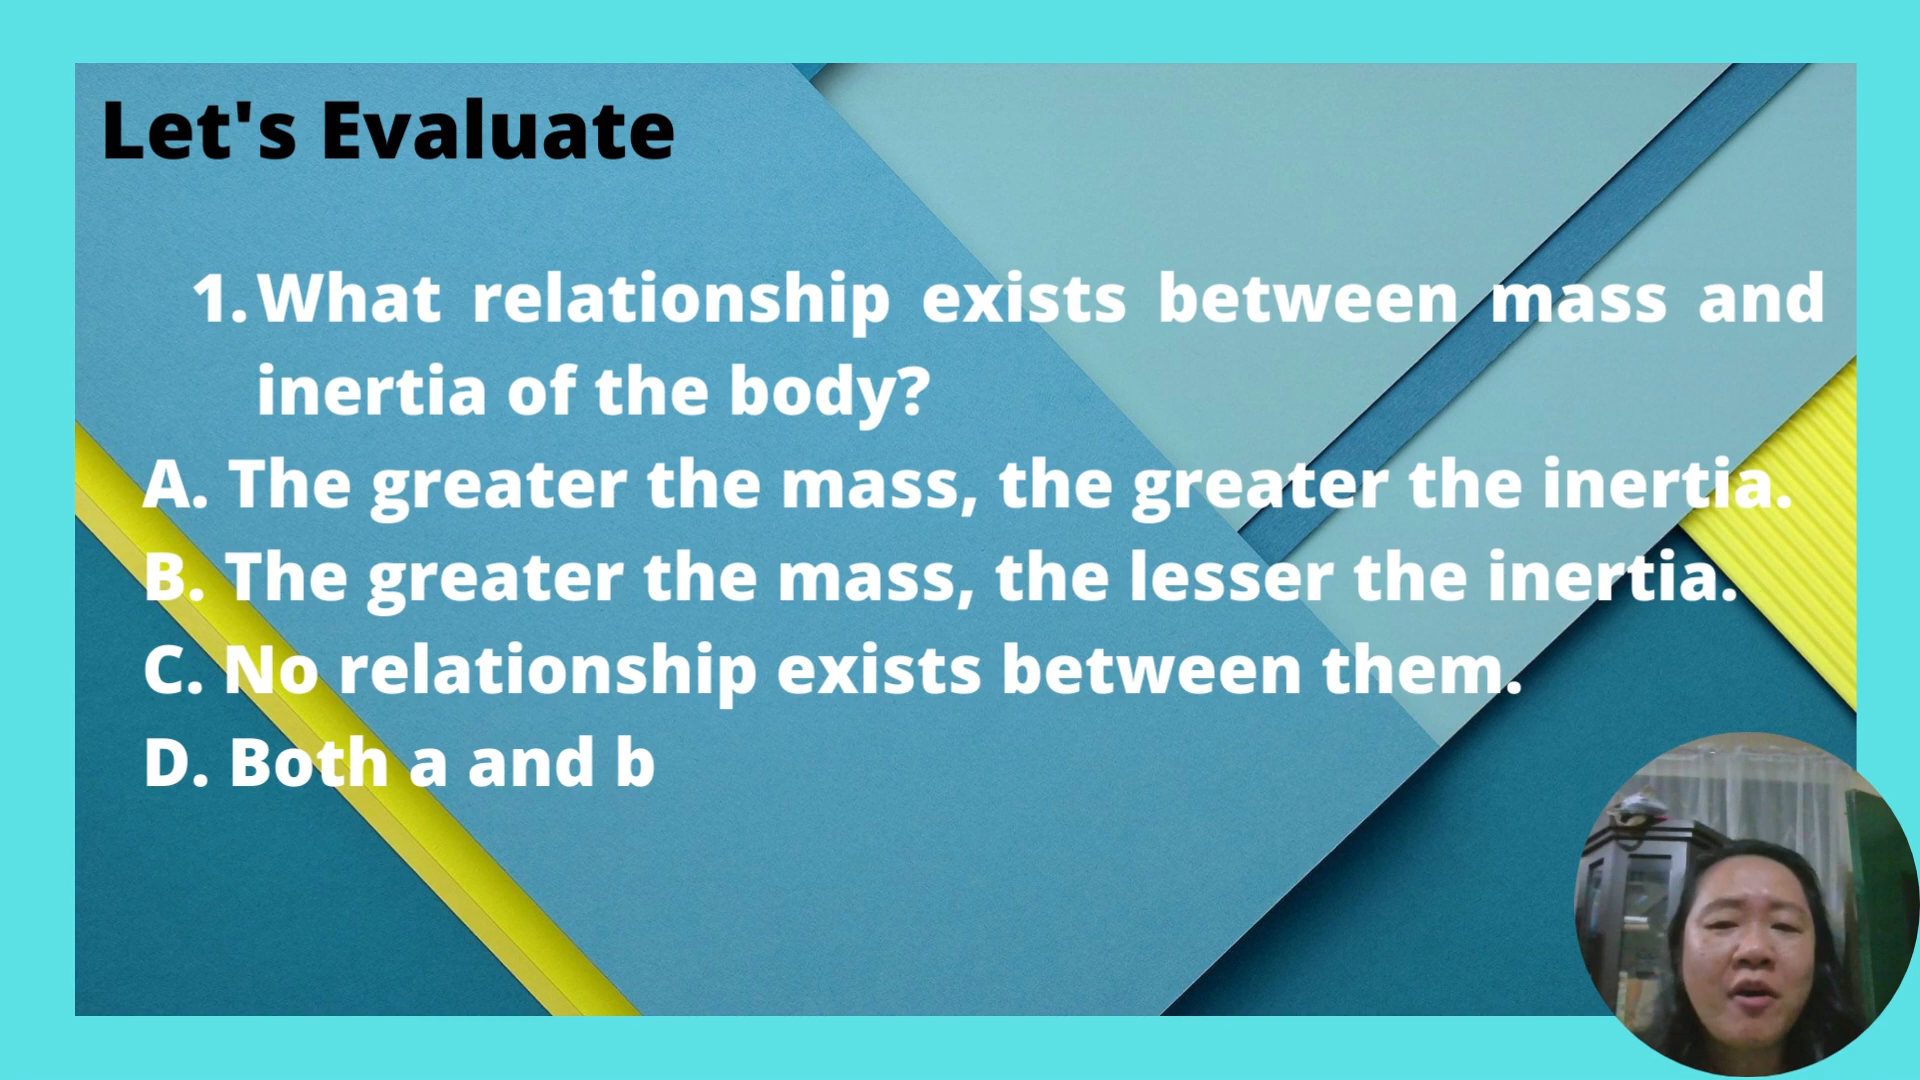 Let's Evaluate
1. What relationship exists between mass and
inertia of the body?
A. The greater the mass, the greater the inertia.
B. The greater the mass, the lesser the inertia.
C. No relationship exists between them.
D. Both a and b